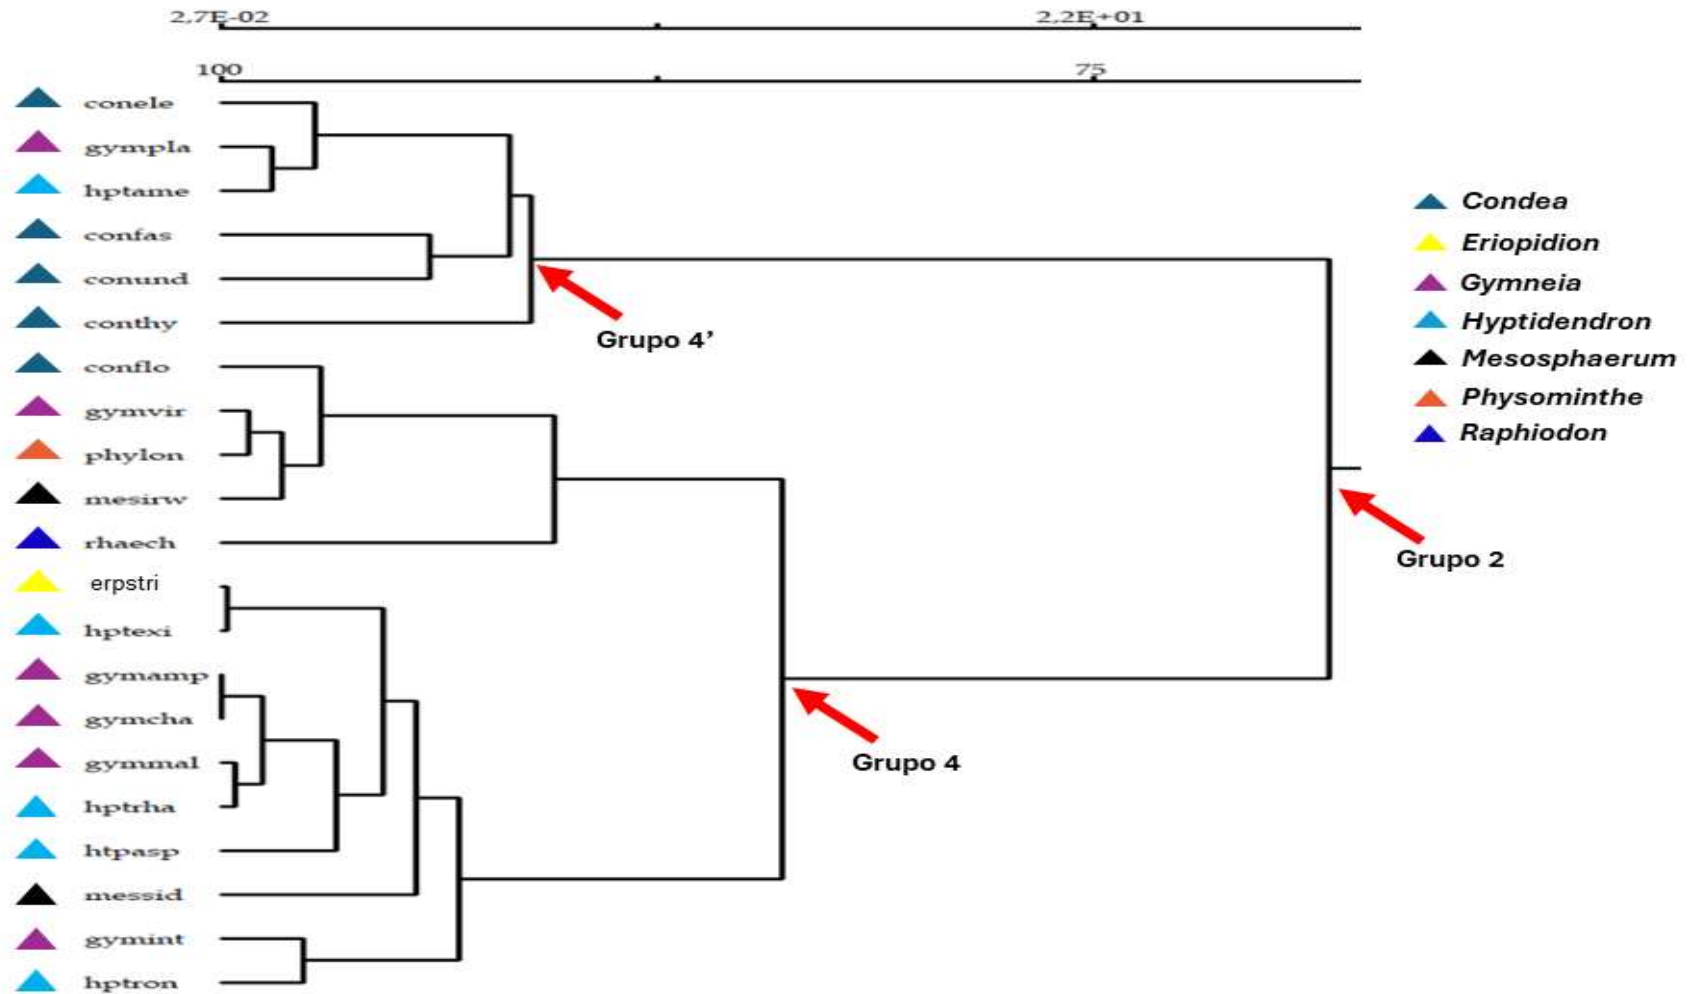 2,7E-02 2,2E+01
100 75
conele
gympla
hptame
confas
conund
conthy
conflo
gymvir
phylon
mesirw
rhaech
erpstri
hptexi
gymamp
gymcha
gymmal
hptrha
htpasp
messid
gymint
hptron
Grupo 4’
Grupo 2
Grupo 4
Condea
Eriopidion
Gymneia
Hyptidendron
Mesosphaerum
Physominthe
Raphiodon